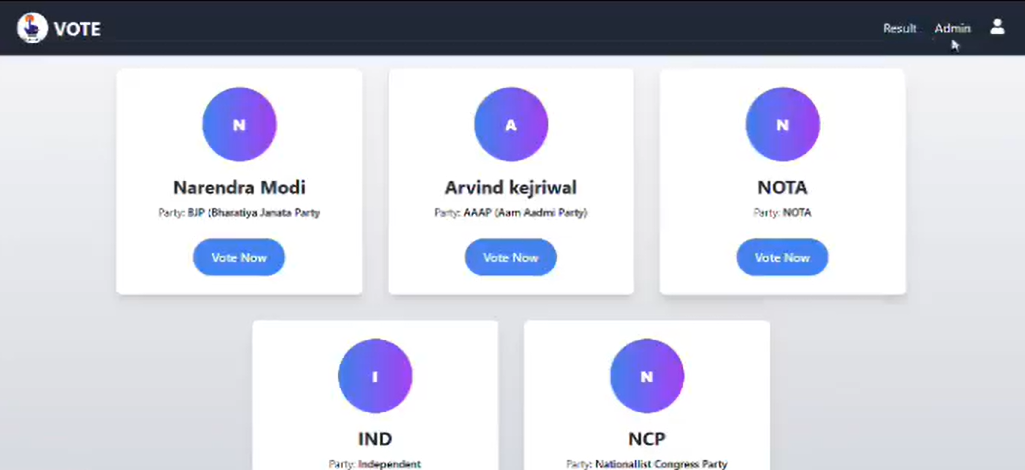 VOTE
Result Admin
N
Narendra Modi
Party: BJP (Bharatiya Janata Party
Vote Now
A
Arvind kejriwal
Party: AAAP (Aam Aadmi Party)
Vote Now
N
NOTA
Party: NOTA
Vote Now
I
IND
Party: Independent
N
NCP
Party: Nationallist Congress Party